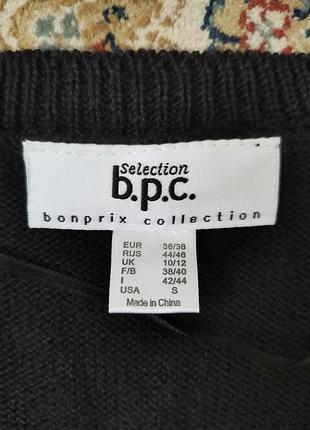 Selection
b.p.c.
bonprix collection
EUR 36/38
RUS 44/46
UK 10/12
F/B 38/40
I 42/44
USA S
Made in China